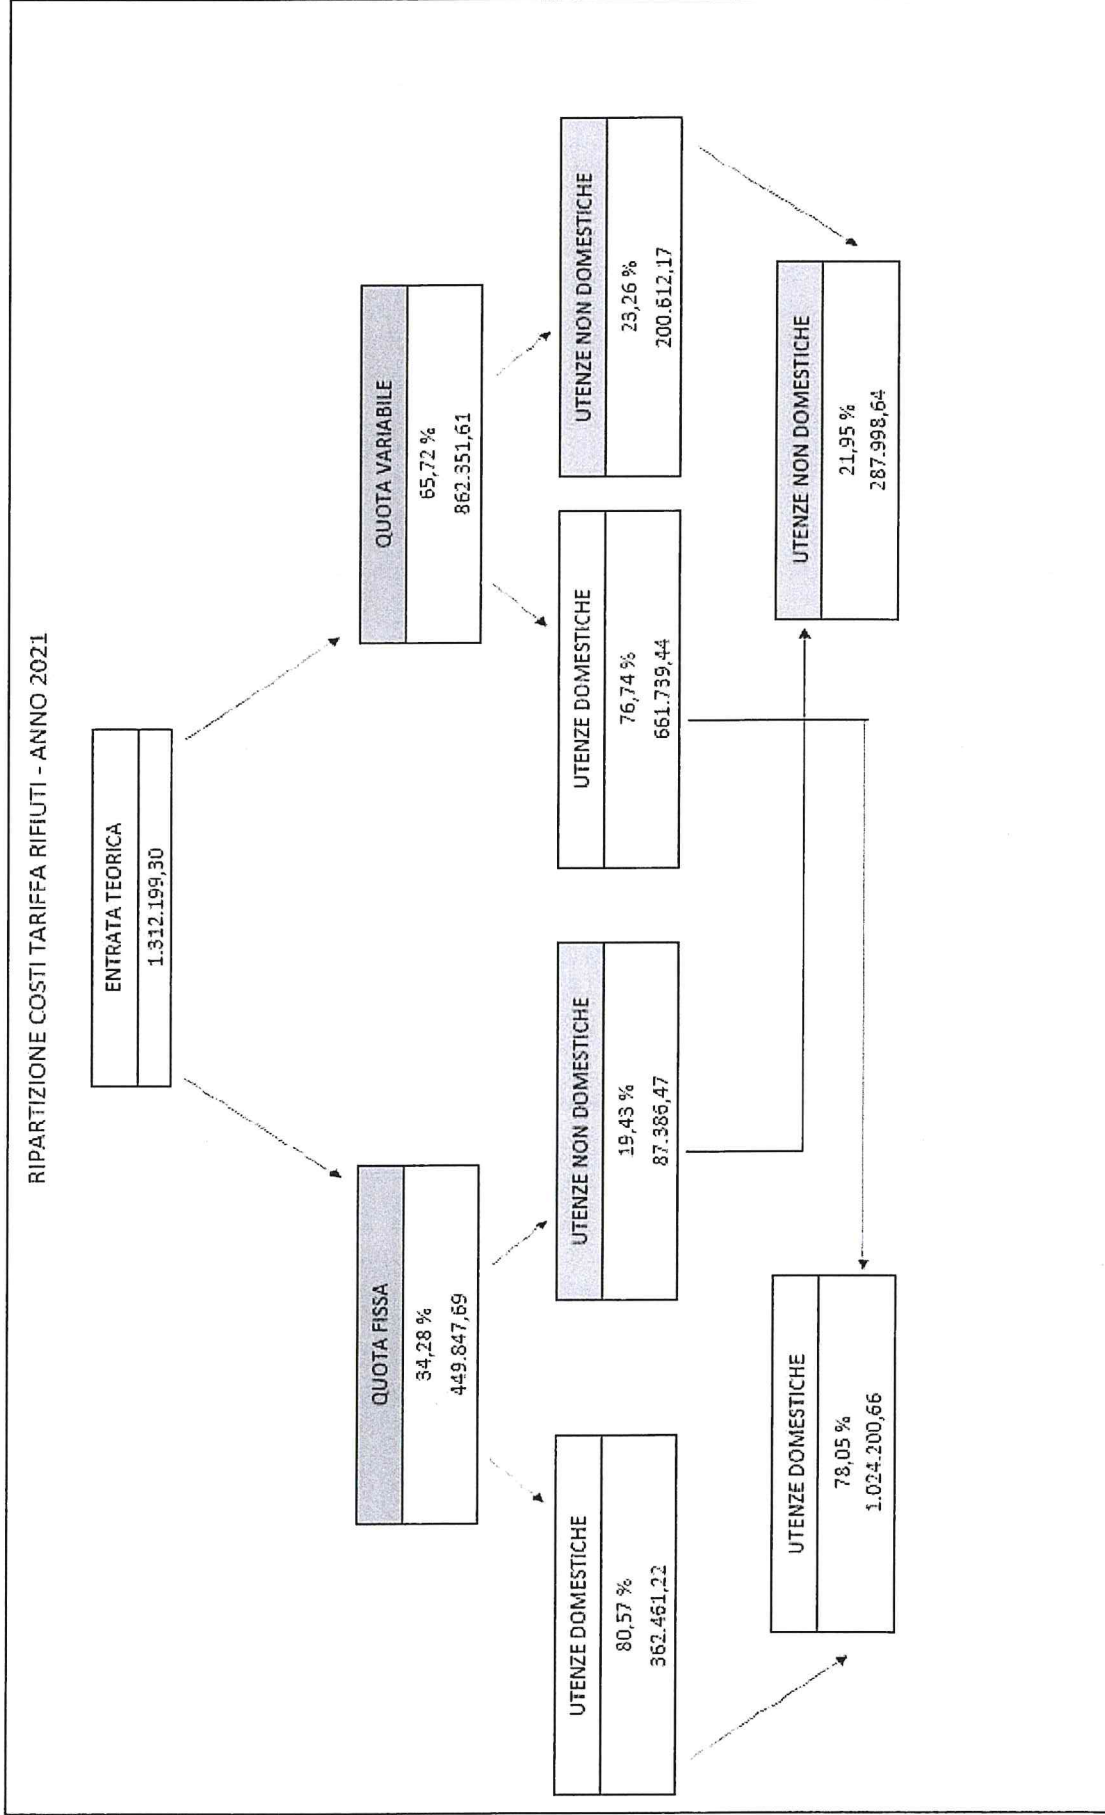 RIPARTIZIONE COSTI TARIFFA RIFIUTI - ANNO 2021
ENTRATA TEORICA
1.312.199,30
QUOTA FISSA
34,28 %
449.847,69
QUOTA VARIABILE
65,72 %
862.351,61
UTENZE DOMESTICHE
80,57 %
362.461,22
UTENZE NON DOMESTICHE
19,43 %
87.386,47
UTENZE DOMESTICHE
76,74 %
661.739,44
UTENZE NON DOMESTICHE
23,26 %
200.612,17
UTENZE DOMESTICHE
78,05 %
1.024.200,66
UTENZE NON DOMESTICHE
21,95 %
287.998,64